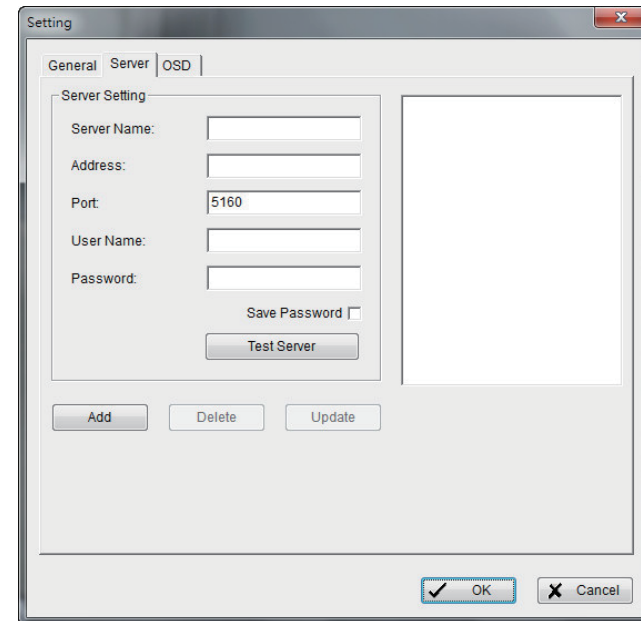 Setting
General Server OSD
Server Setting
Server Name:
Address:
Port: 5160
User Name:
Password:
Save Password
Test Server
Add Delete Update
OK Cancel